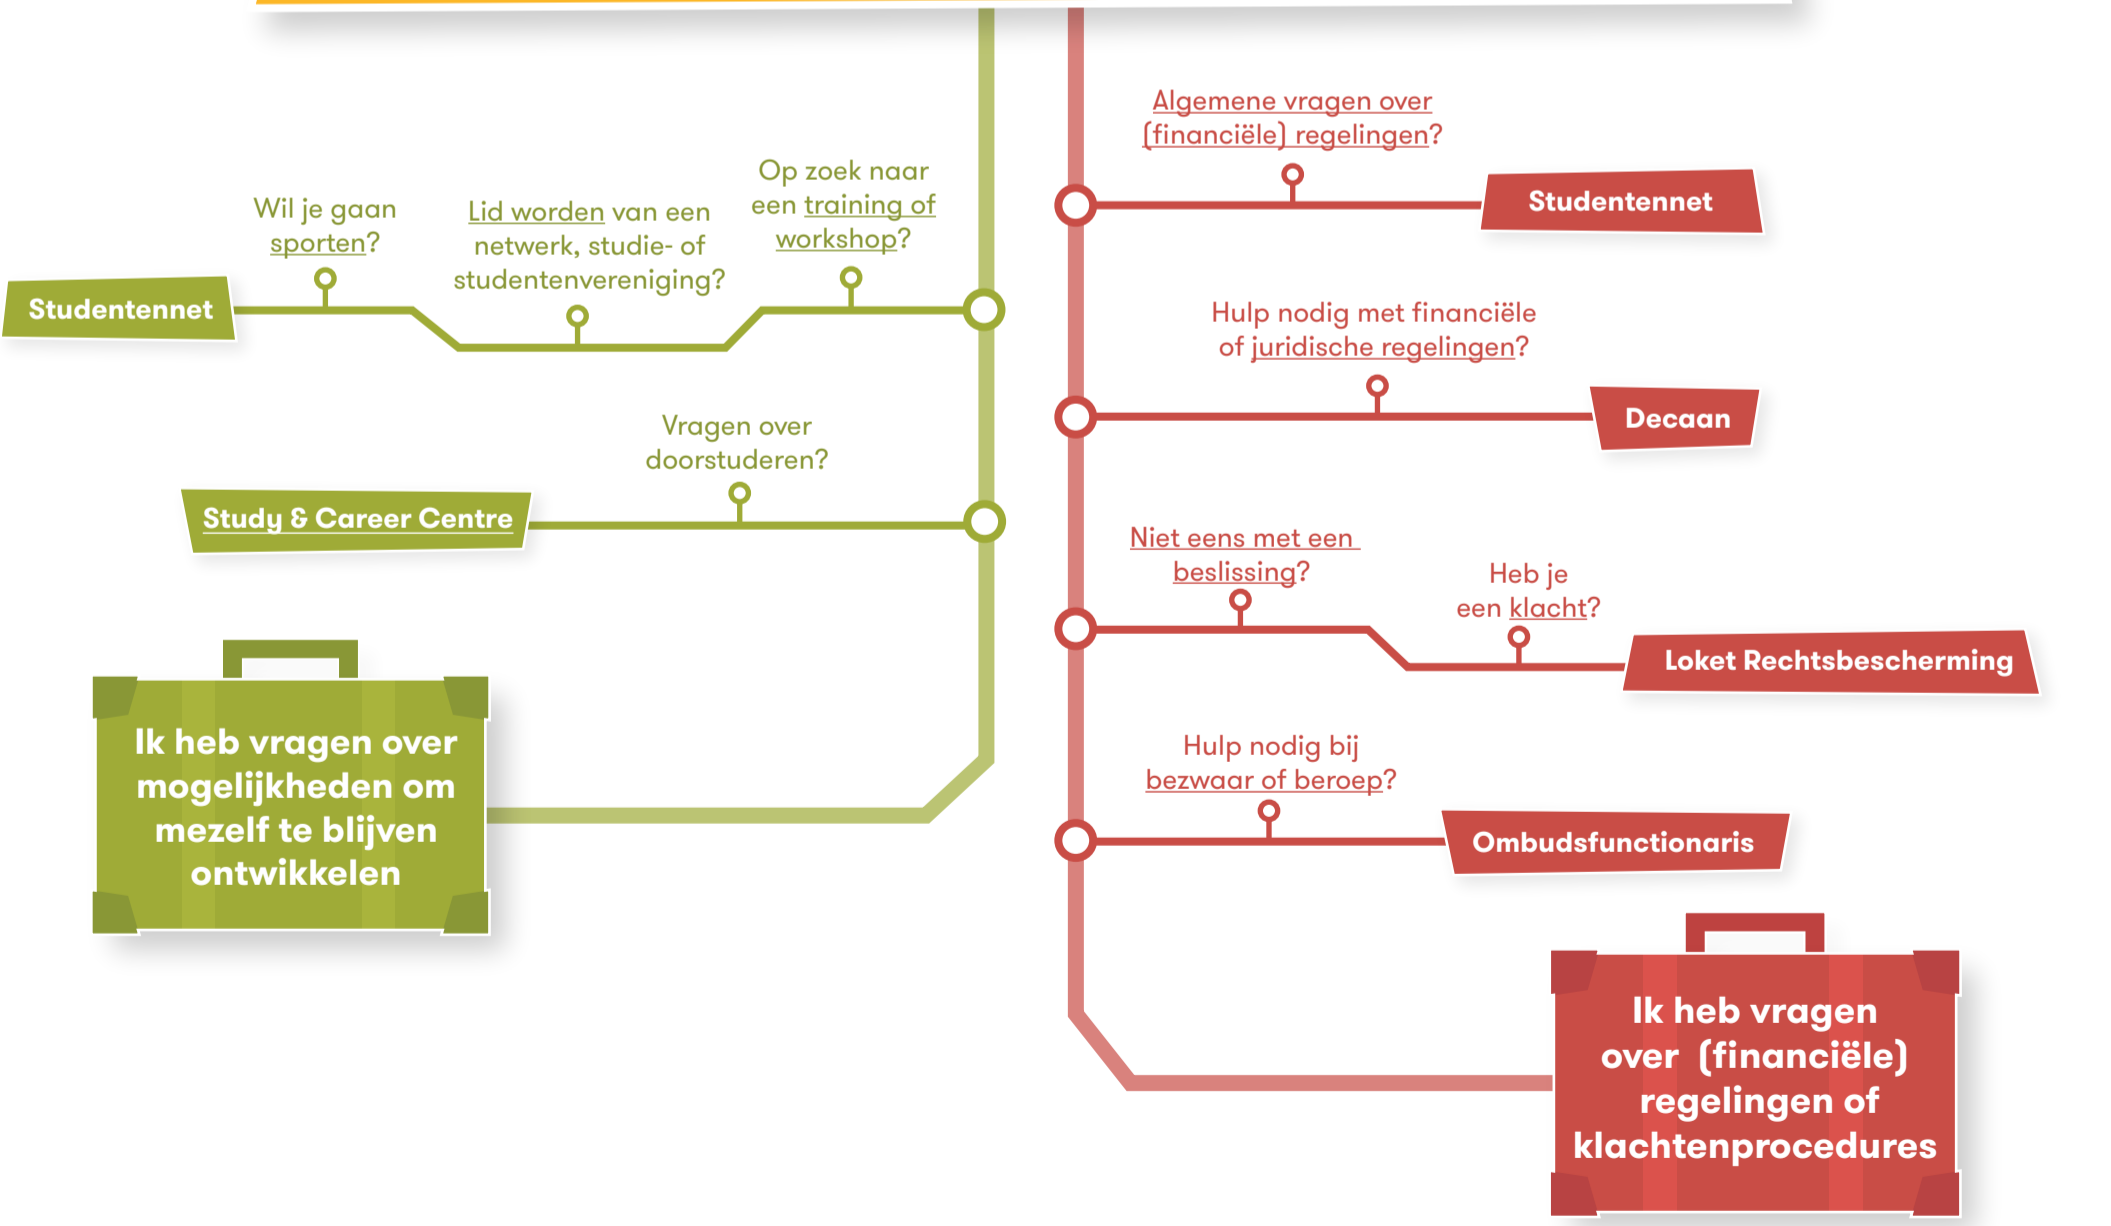 Op zoek naar
een training of
workshop?
Lid worden van een
netwerk, studie- of
studentenvereniging?
Wil je gaan
sporten?
Studentennet
Vragen over
doorstuderen?
Study & Career Centre
Ik heb vragen over
mogelijkheden om
mezelf te blijven
ontwikkelen
Algemene vragen over
(financiële) regelingen?
Studentennet
Hulp nodig met financiële
of juridische regelingen?
Decaan
Niet eens met een
beslissing?
Heb je
een klacht?
Loket Rechtsbescherming
Hulp nodig bij
bezwaar of beroep?
Ombudsfunctionaris
Ik heb vragen
over (financiële)
regelingen of
klachtenprocedures